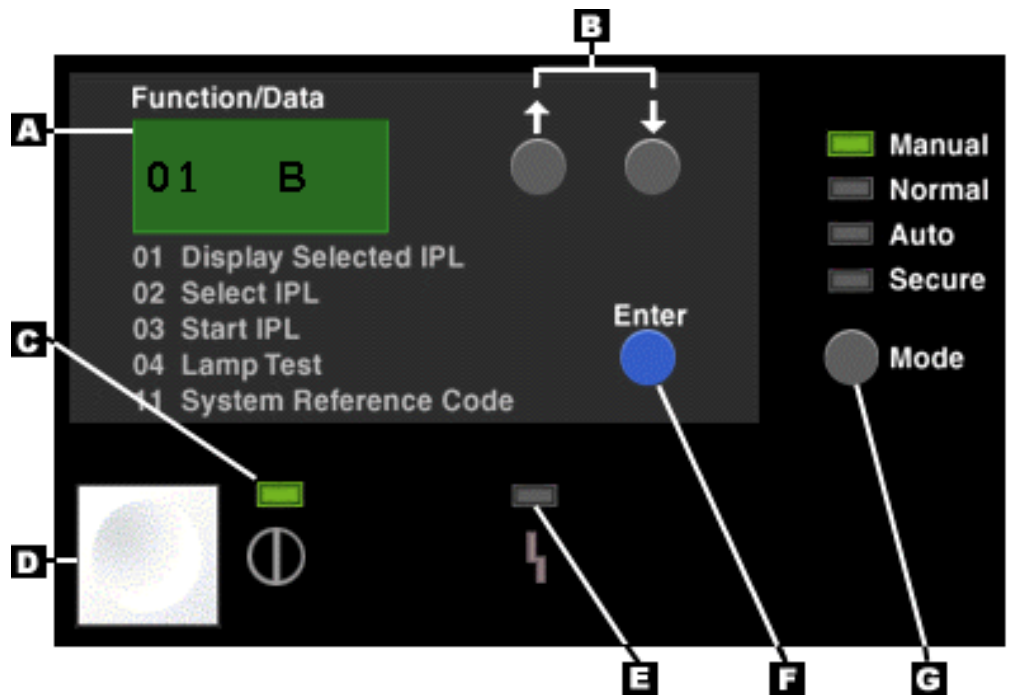 B
Function/Data
A
01 B
Manual
Normal
Auto
Secure
01 Display Selected IPL
02 Select IPL
03 Start IPL
04 Lamp Test
11 System Reference Code
Enter
Mode
C
D
E
F
G